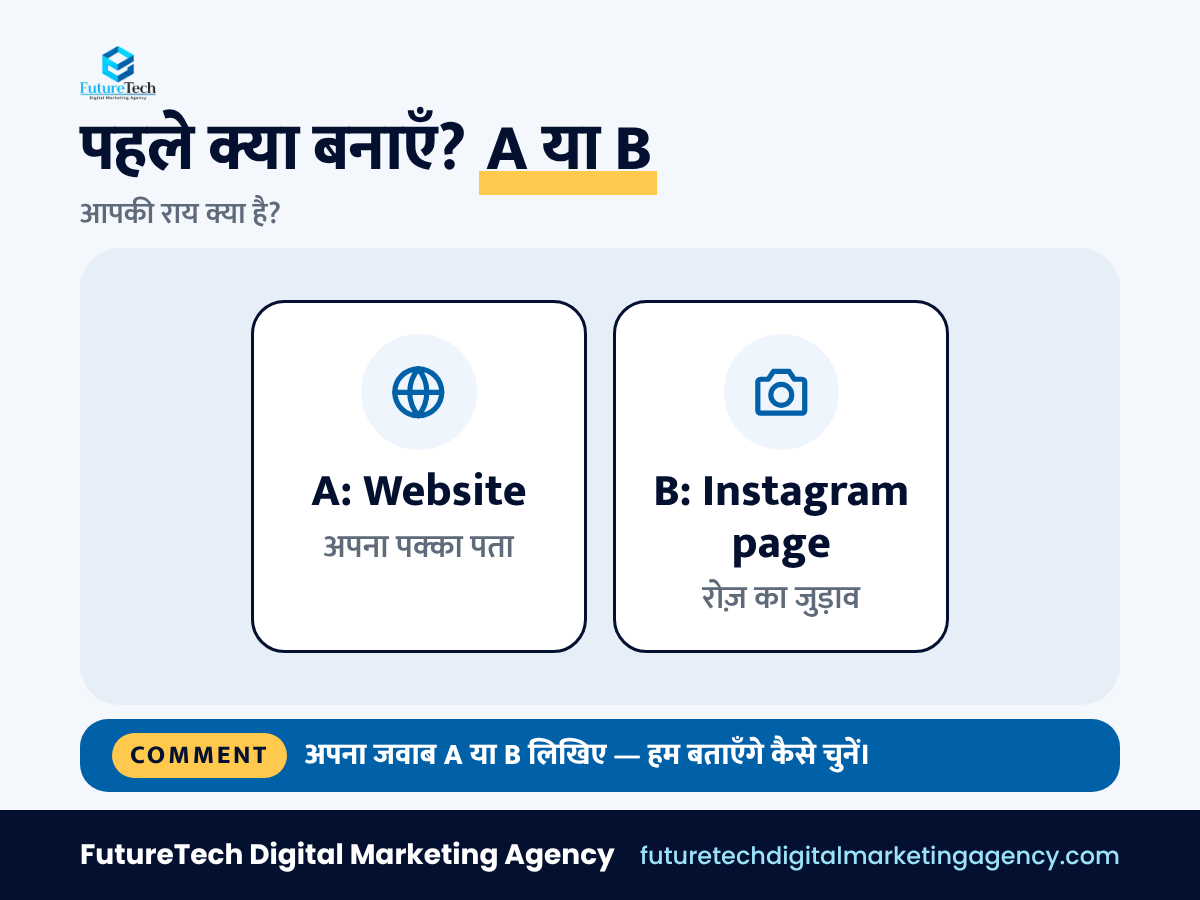 FutureTech
Digital Marketing Agency
पहले क्या बनाएँ? A या B
आपकी राय क्या है?
A: Website
अपना पक्का पता
B: Instagram
page
रोज़ का जुड़ाव
COMMENT अपना जवाब A या B लिखिए — हम बताएँगे कैसे चुनें।
FutureTech Digital Marketing Agency futuretechdigitalmarketingagency.com